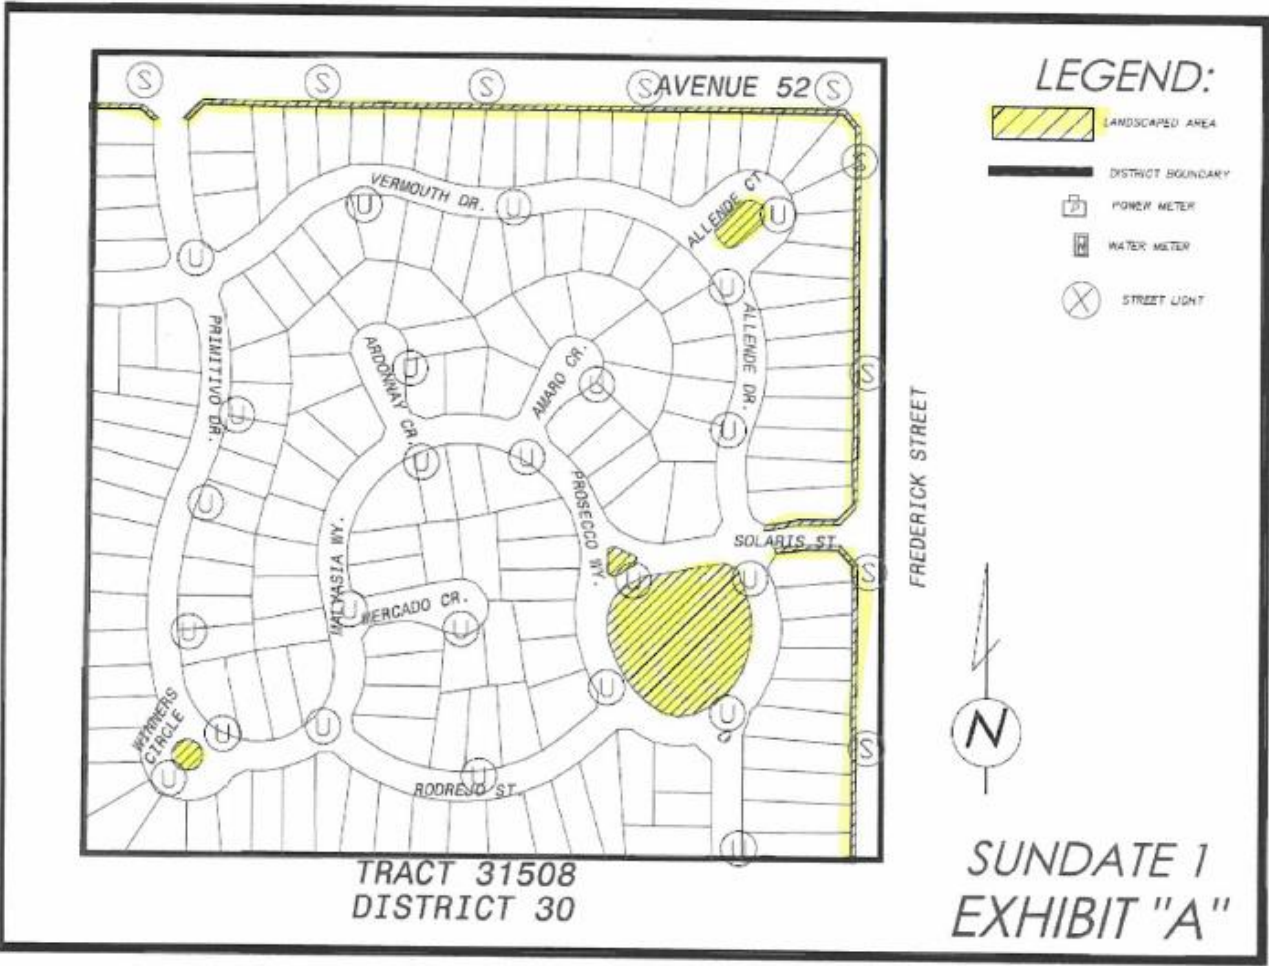 AVENUE 52
S
S
S
S
S
LEGEND:
LANDSCAPED AREA
DISTRICT BOUNDARY
P
POWER METER
WATER METER
X
STREET LIGHT
S
VERMOUTH DR.
U
U
ALLENDE CT
U
U
U
PRIMITIVO DR.
ARDONNAY CR.
U
AMARO CR.
U
ALLENDE DR.
S
U
U
U
U
U
FREDERICK STREET
PROSECCO WY.
MALVASIA WY.
SOLARIS ST.
U
MERCADO CR.
U
U
U
U
S
U
U
WINNERS
CIRCLE
U
U
U
U
RODREJO ST.
S
U
N
TRACT 31508
DISTRICT 30
SUNDATE 1
EXHIBIT "A"